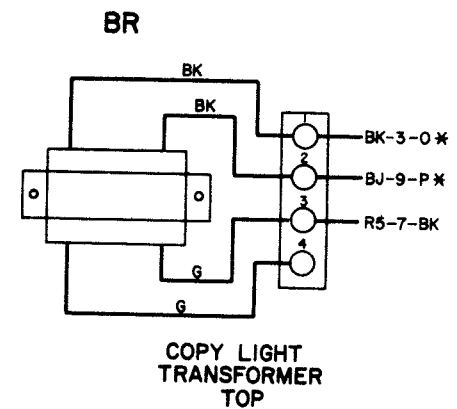 BR
BK
BK
1
BK-3-O*
2
BJ-9-P*
3
R5-7-BK
4
G
G
COPY LIGHT
TRANSFORMER
TOP